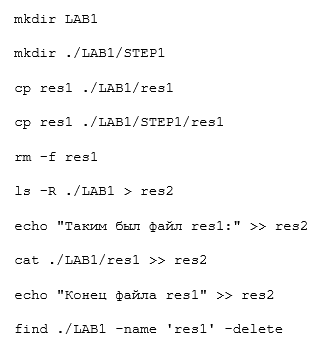 mkdir LAB1
mkdir ./LAB1/STEP1
cp res1 ./LAB1/res1
cp res1 ./LAB1/STEP1/res1
rm -f res1
ls -R ./LAB1 > res2
echo "Таким был файл res1:" >> res2
cat ./LAB1/res1 >> res2
echo "Конец файла res1" >> res2
find ./LAB1 -name 'res1' -delete